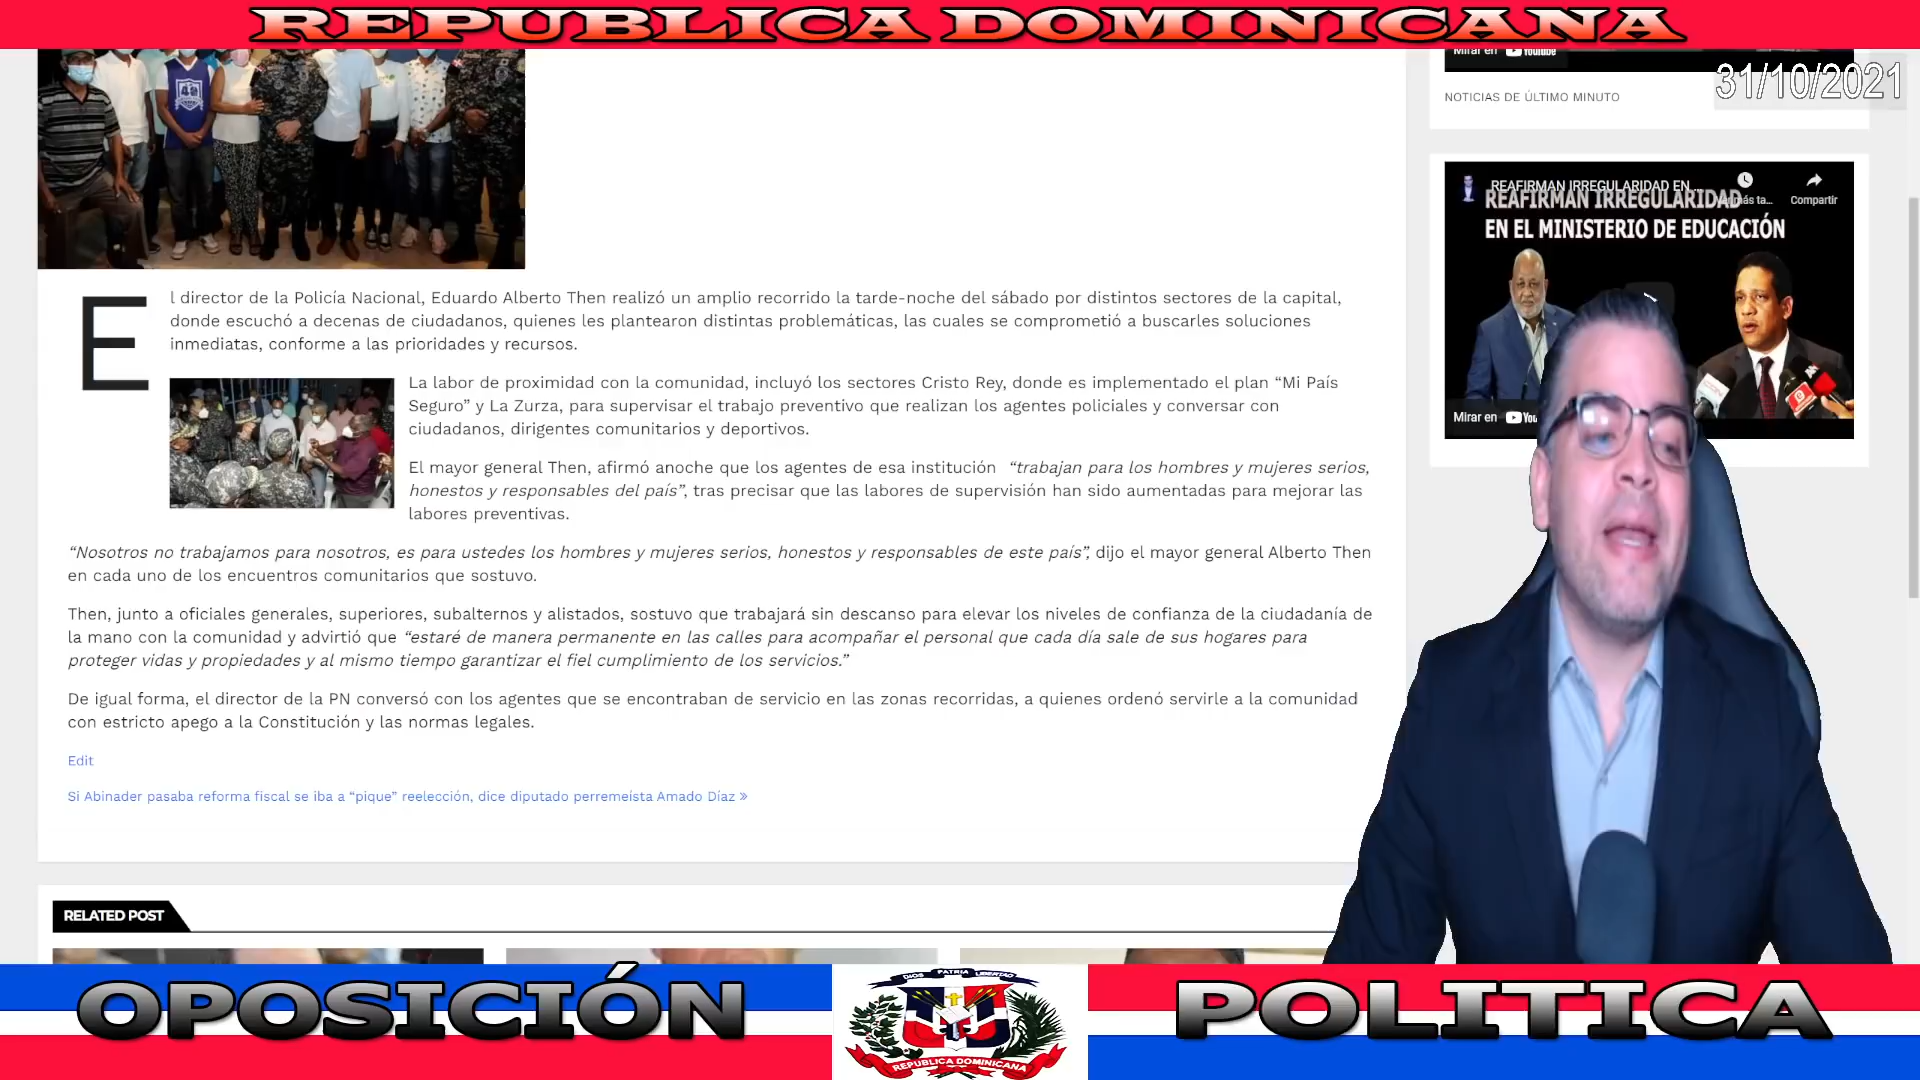 REPUBLICA DOMINICANA
31/10/2021
Mirar en YouTube
NOTICIAS DE ÚLTIMO MINUTO
REAFIRMAN IRREGULARIDAD EN ...
Compartir
REAFIRMAN IRREGULARIDAD
EN EL MINISTERIO DE EDUCACIÓN
Mirar en
El director de la Policía Nacional, Eduardo Alberto Then realizó un amplio recorrido la tarde-noche del sábado por distintos sectores de la capital,
donde escuchó a decenas de ciudadanos, quienes les plantearon distintas problemáticas, las cuales se comprometió a buscarles soluciones
inmediatas, conforme a las prioridades y recursos.
La labor de proximidad con la comunidad, incluyó los sectores Cristo Rey, donde es implementado el plan “Mi País
Seguro” y La Zurza, para supervisar el trabajo preventivo que realizan los agentes policiales y conversar con
ciudadanos, dirigentes comunitarios y deportivos.
El mayor general Then, afirmó anoche que los agentes de esa institución “trabajan para los hombres y mujeres serios,
honestos y responsables del país”, tras precisar que las labores de supervisión han sido aumentadas para mejorar las
labores preventivas.
“Nosotros no trabajamos para nosotros, es para ustedes los hombres y mujeres serios, honestos y responsables de este país”, dijo el mayor general Alberto Then
en cada uno de los encuentros comunitarios que sostuvo.
Then, junto a oficiales generales, superiores, subalternos y alistados, sostuvo que trabajará sin descanso para elevar los niveles de confianza de la ciudadanía de
la mano con la comunidad y advirtió que “estaré de manera permanente en las calles para acompañar el personal que cada día sale de sus hogares para
proteger vidas y propiedades y al mismo tiempo garantizar el fiel cumplimiento de los servicios.”
De igual forma, el director de la PN conversó con los agentes que se encontraban de servicio en las zonas recorridas, a quienes ordenó servirle a la comunidad
con estricto apego a la Constitución y las normas legales.
Edit
Si Abinader pasaba reforma fiscal se iba a “pique” reelección, dice diputado perremeísta Amado Díaz »
RELATED POST
OPOSICIÓN
DIOS PATRIA LIBERTAD
REPUBLICA DOMINICANA
POLITICA